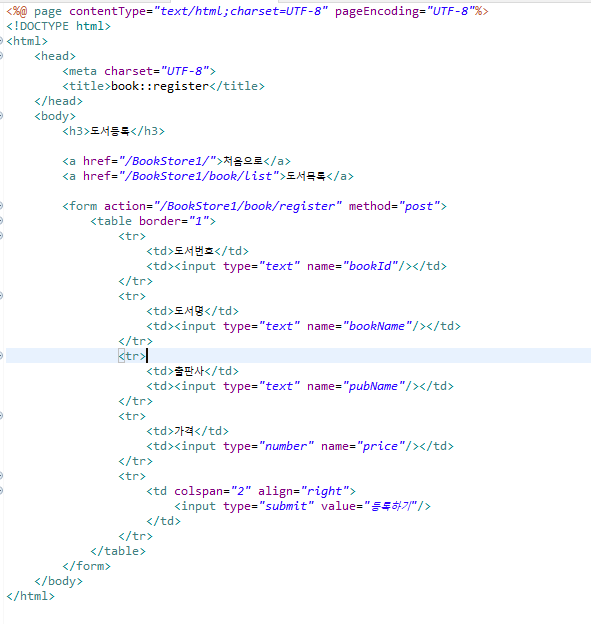 <%@ page contentType="text/html;charset=UTF-8" pageEncoding="UTF-8"%>
<!DOCTYPE html>
<html>
    <head>
        <meta charset="UTF-8">
        <title>book::register</title>
    </head>
    <body>
        <h3>도서등록</h3>

        <a href="/BookStore1/">처음으로</a>
        <a href="/BookStore1/book/list">도서목록</a>

        <form action="/BookStore1/book/register" method="post">
            <table border="1">
                <tr>
                    <td>도서번호</td>
                    <td><input type="text" name="bookId"/></td>
                </tr>
                <tr>
                    <td>도서명</td>
                    <td><input type="text" name="bookName"/></td>
                </tr>
                <tr>
                    <td>출판사</td>
                    <td><input type="text" name="pubName"/></td>
                </tr>
                <tr>
                    <td>가격</td>
                    <td><input type="number" name="price"/></td>
                </tr>
                <tr>
                    <td colspan="2" align="right">
                        <input type="submit" value="등록하기"/>
                    </td>
                </tr>
            </table>
        </form>
    </body>
</html>